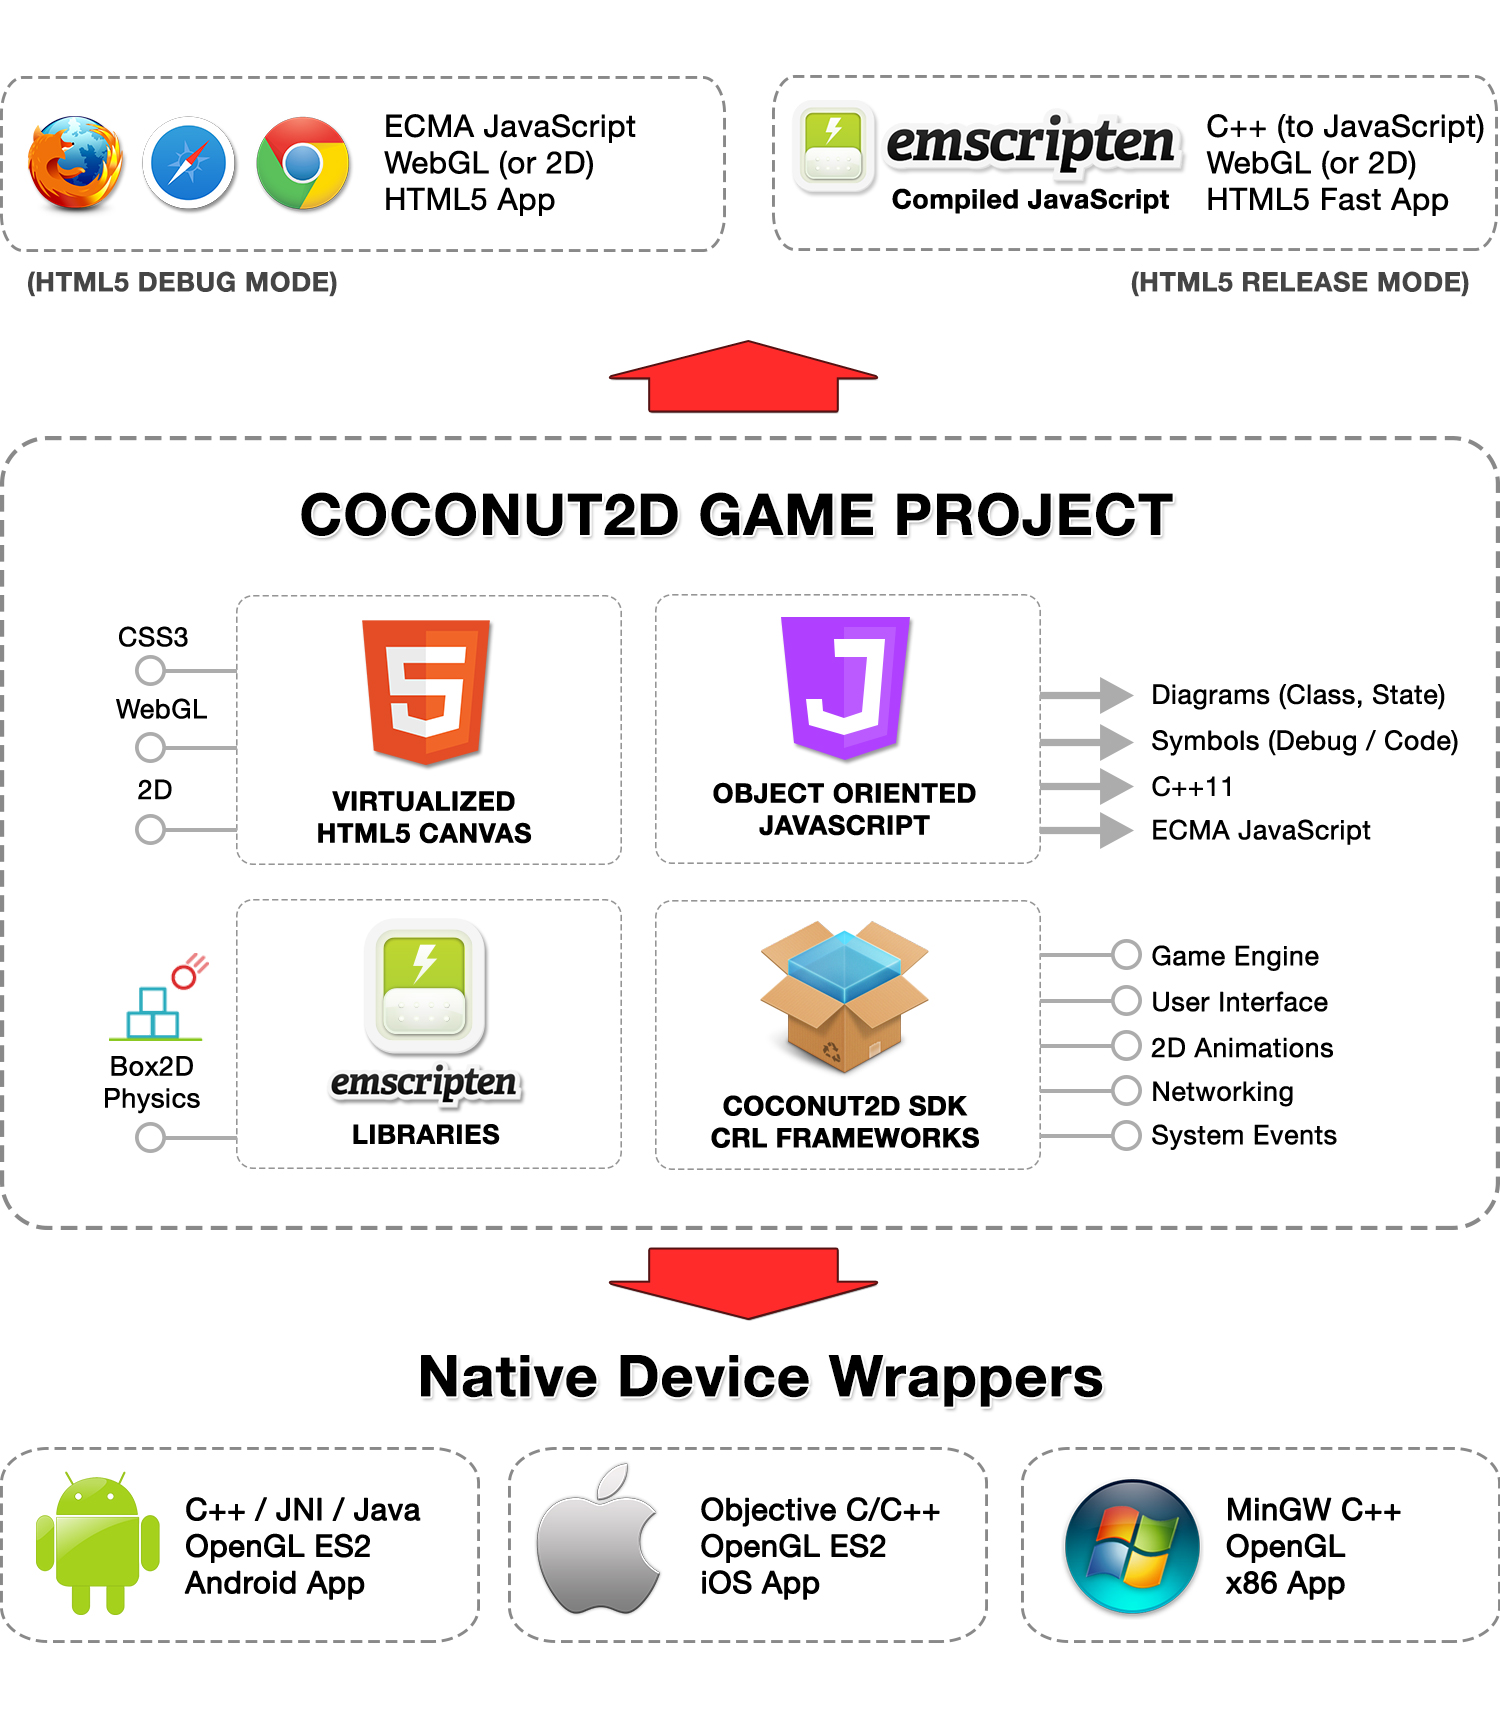 ECMA JavaScript
WebGL (or 2D)
HTML5 App
(HTML5 DEBUG MODE)
emscripten
Compiled JavaScript
C++ (to JavaScript)
WebGL (or 2D)
HTML5 Fast App
(HTML5 RELEASE MODE)
COCONUT2D GAME PROJECT
CSS3
WebGL
2D
5
VIRTUALIZED
HTML5 CANVAS
J
OBJECT ORIENTED
JAVASCRIPT
Diagrams (Class, State)
Symbols (Debug / Code)
C++11
ECMA JavaScript
Box2D
Physics
emscripten
LIBRARIES
COCONUT2D SDK
CRL FRAMEWORKS
Game Engine
User Interface
2D Animations
Networking
System Events
Native Device Wrappers
C++ / JNI / Java
OpenGL ES2
Android App
Objective C/C++
OpenGL ES2
iOS App
MinGW C++
OpenGL
x86 App